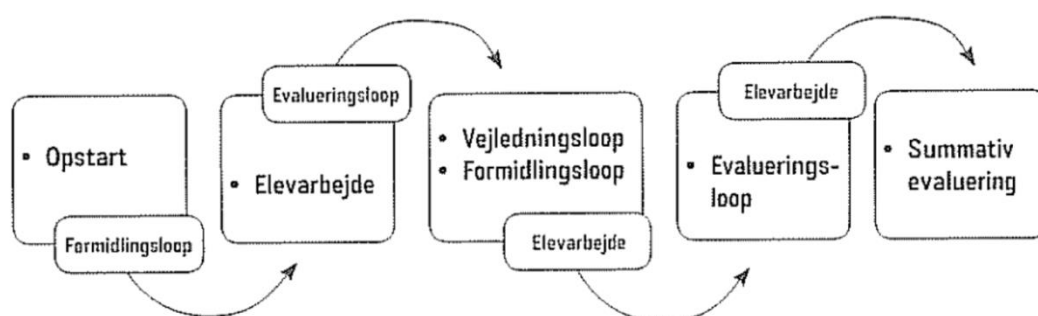 • Opstart
Formidlingsloop
Evalueringsloop
• Elevarbejde
• Vejledningsloop
• Formidlingsloop
Elevarbejde
Elevarbejde
• Evaluerings-
loop
• Summativ
evaluering